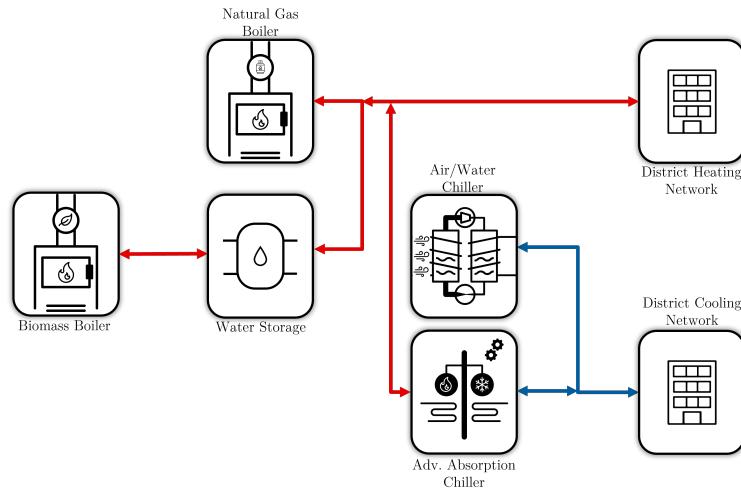 Natural Gas
Boiler
District Heating
Network
Air/Water
Chiller
Biomass Boiler
Water Storage
District Cooling
Network
Adv. Absorption
Chiller